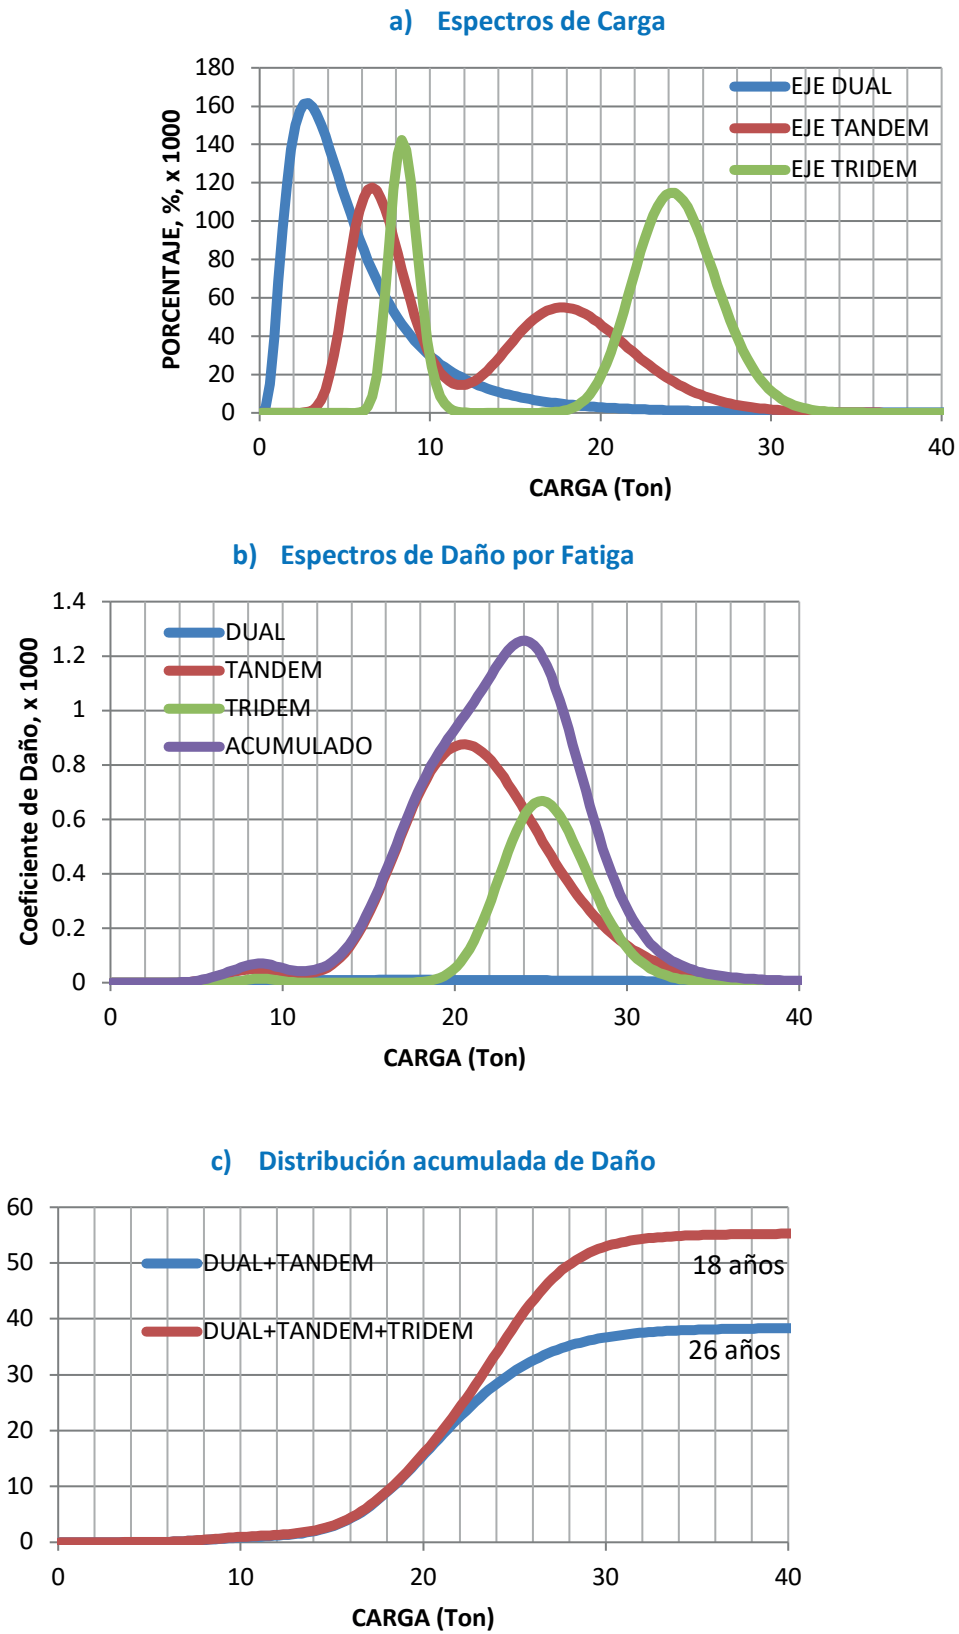 a) Espectros de Carga
PORCENTAJE, %, x 1000
180
160
140
120
100
80
60
40
20
0
EJE DUAL
EJE TANDEM
EJE TRIDEM
0 10 20 30 40
CARGA (Ton)
b) Espectros de Daño por Fatiga
Coeficiente de Daño, x 1000
1.4
1.2
1
0.8
0.6
0.4
0.2
0
DUAL
TANDEM
TRIDEM
ACUMULADO
0 10 20 30 40
CARGA (Ton)
c) Distribución acumulada de Daño
60
50
40
30
20
10
0
DUAL+TANDEM
DUAL+TANDEM+TRIDEM
18 años
26 años
0 10 20 30 40
CARGA (Ton)